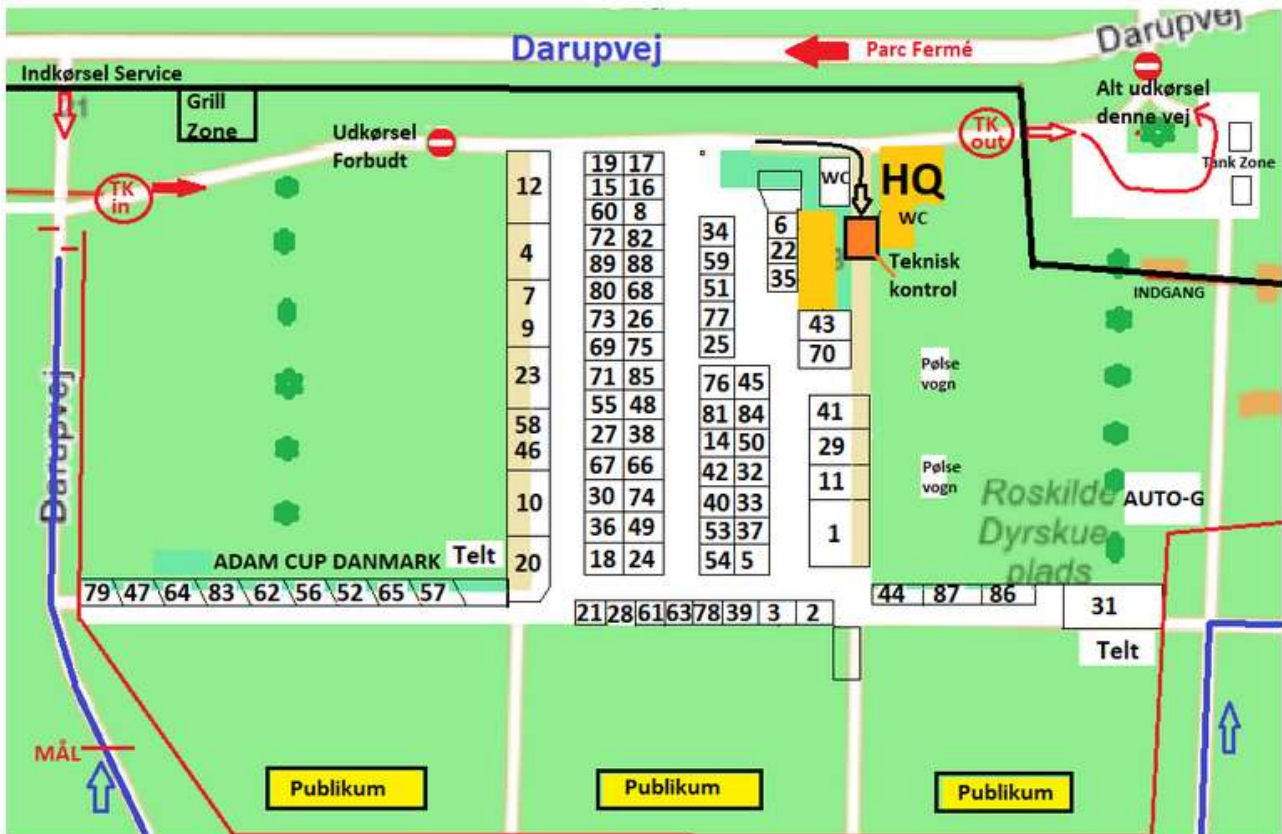 Darupvej
Parc Fermé
Darupvej
Indkørsel Service
Grill
Zone
Udkørsel
Forbudt
TK
out
Alt udkørsel
denne vej
Tank Zone
TK
in
WC
HQ
WC
Teknisk
kontrol
INDGANG
12
4
7
9
23
58
46
10
20
19 17
15 16
60 8
72 82
89 88
80 68
73 26
69 75
71 85
55 48
27 38
67 66
30 74
36 49
18 24
34
59
51
77
25
76 45
81 84
14 50
42 32
40 33
53 37
54 5
6
22
35
43
70
41
29
11
1
Pølse
vogn
Pølse
vogn
Roskilde
Dyrskue
plads
AUTO-G
Darupvej
ADAM CUP DANMARK
Telt
79 47 64 83 62 56 52 65 57
21 28 61 63 78 39 3 2
44 87 86
31
Telt
MÅL
Publikum
Publikum
Publikum